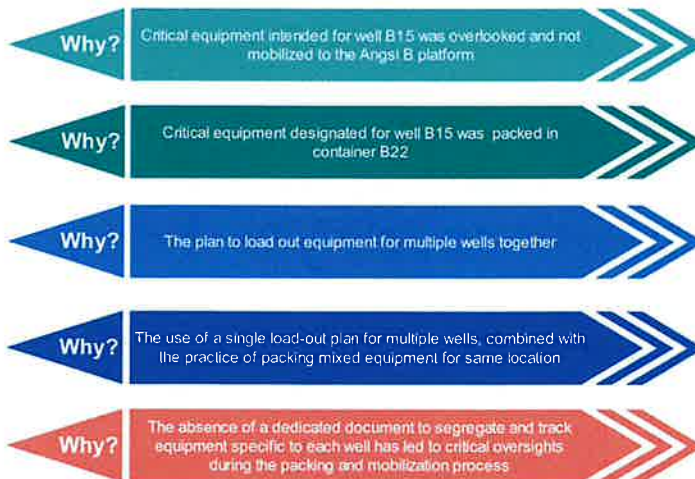 Why?
Critical equipment intended for well B15 was overlooked and not
mobilized to the Angsi B platform
Why?
Critical equipment designated for well B15 was packed in
container B22
Why?
The plan to load out equipment for multiple wells together
Why?
The use of a single load-out plan for multiple wells, combined with
the practice of packing mixed equipment for same location
Why?
The absence of a dedicated document to segregate and track
equipment specific to each well has led to critical oversights
during the packing and mobilization process